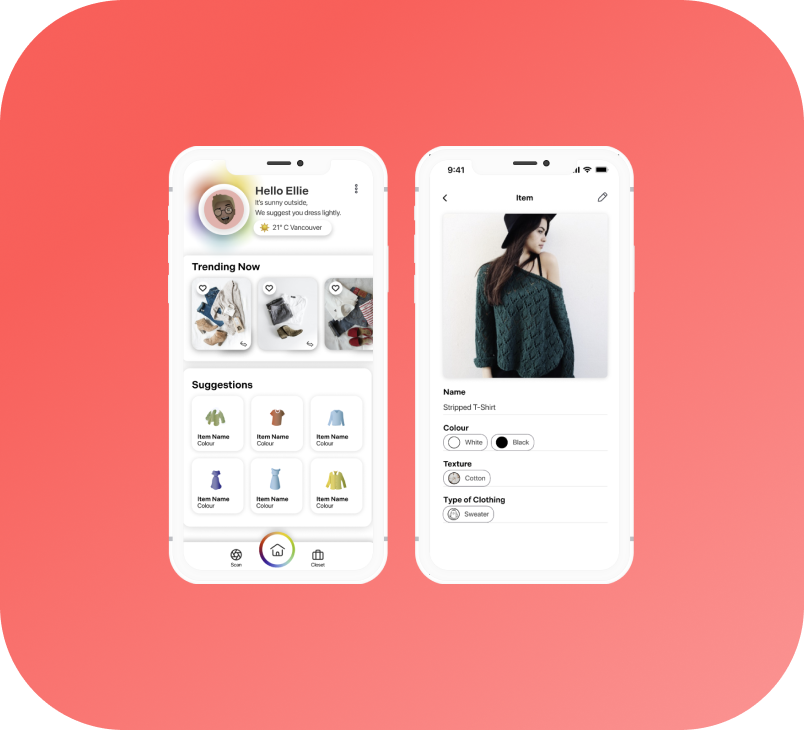 Hello Ellie
It's sunny outside,
We suggest you dress lightly.
21° C Vancouver
Trending Now
Suggestions
Item Name
Colour
Item Name
Colour
Item Name
Colour
Item Name
Colour
Item Name
Colour
Item Name
Colour
Scan
Closet
9:41
Item
Name
Stripped T-Shirt
Colour
White
Black
Texture
Cotton
Type of Clothing
Sweater